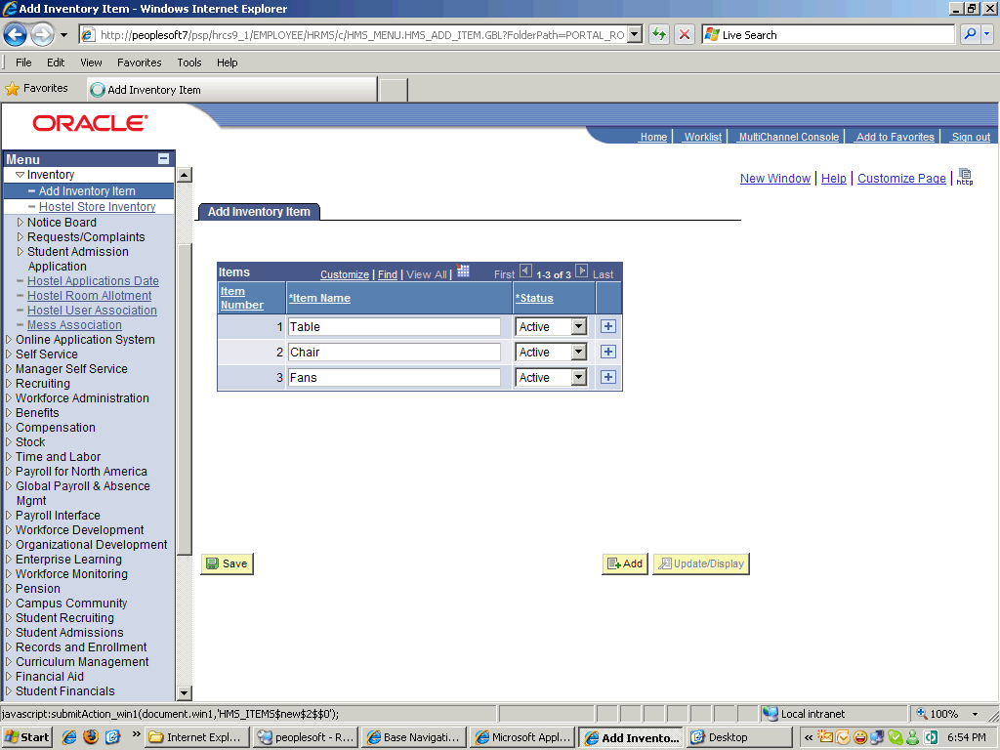 Add Inventory Item - Windows Internet Explorer
http://peoplesoft7/psp/hrcs9_1/EMPLOYEE/HRMS/c/HMS_MENU.HMS_ADD_ITEM.GBL?FolderPath=PORTAL_RO
Live Search
File Edit View Favorites Tools Help
Favorites Add Inventory Item
ORACLE®
Home Worklist MultiChannel Console Add to Favorites Sign out
Menu
Inventory
Add Inventory Item
Hostel Store Inventory
Notice Board
Requests/Complaints
Student Admission
Application
Hostel Applications Date
Hostel Room Allotment
Hostel User Association
Mess Association
Online Application System
Self Service
Manager Self Service
Recruiting
Workforce Administration
Benefits
Compensation
Stock
Time and Labor
Payroll for North America
Global Payroll & Absence
Mgmt
Payroll Interface
Workforce Development
Organizational Development
Enterprise Learning
Workforce Monitoring
Pension
Campus Community
Student Recruiting
Student Admissions
Records and Enrollment
Curriculum Management
Financial Aid
Student Financials
New Window | Help | Customize Page | http
Add Inventory Item
Items Customize | Find | View All | First 1-3 of 3 Last
Item Number *Item Name *Status
1 Table Active
2 Chair Active
3 Fans Active
Save Add Update/Display
javascript:submitAction_win1(document.win1,'HMS_ITEMS$new$2$$0'); Local intranet 100%
Start » Internet Expl... peoplesoft - R... Base Navigati... Microsoft Appl... Add Invento... Desktop « 6:54 PM